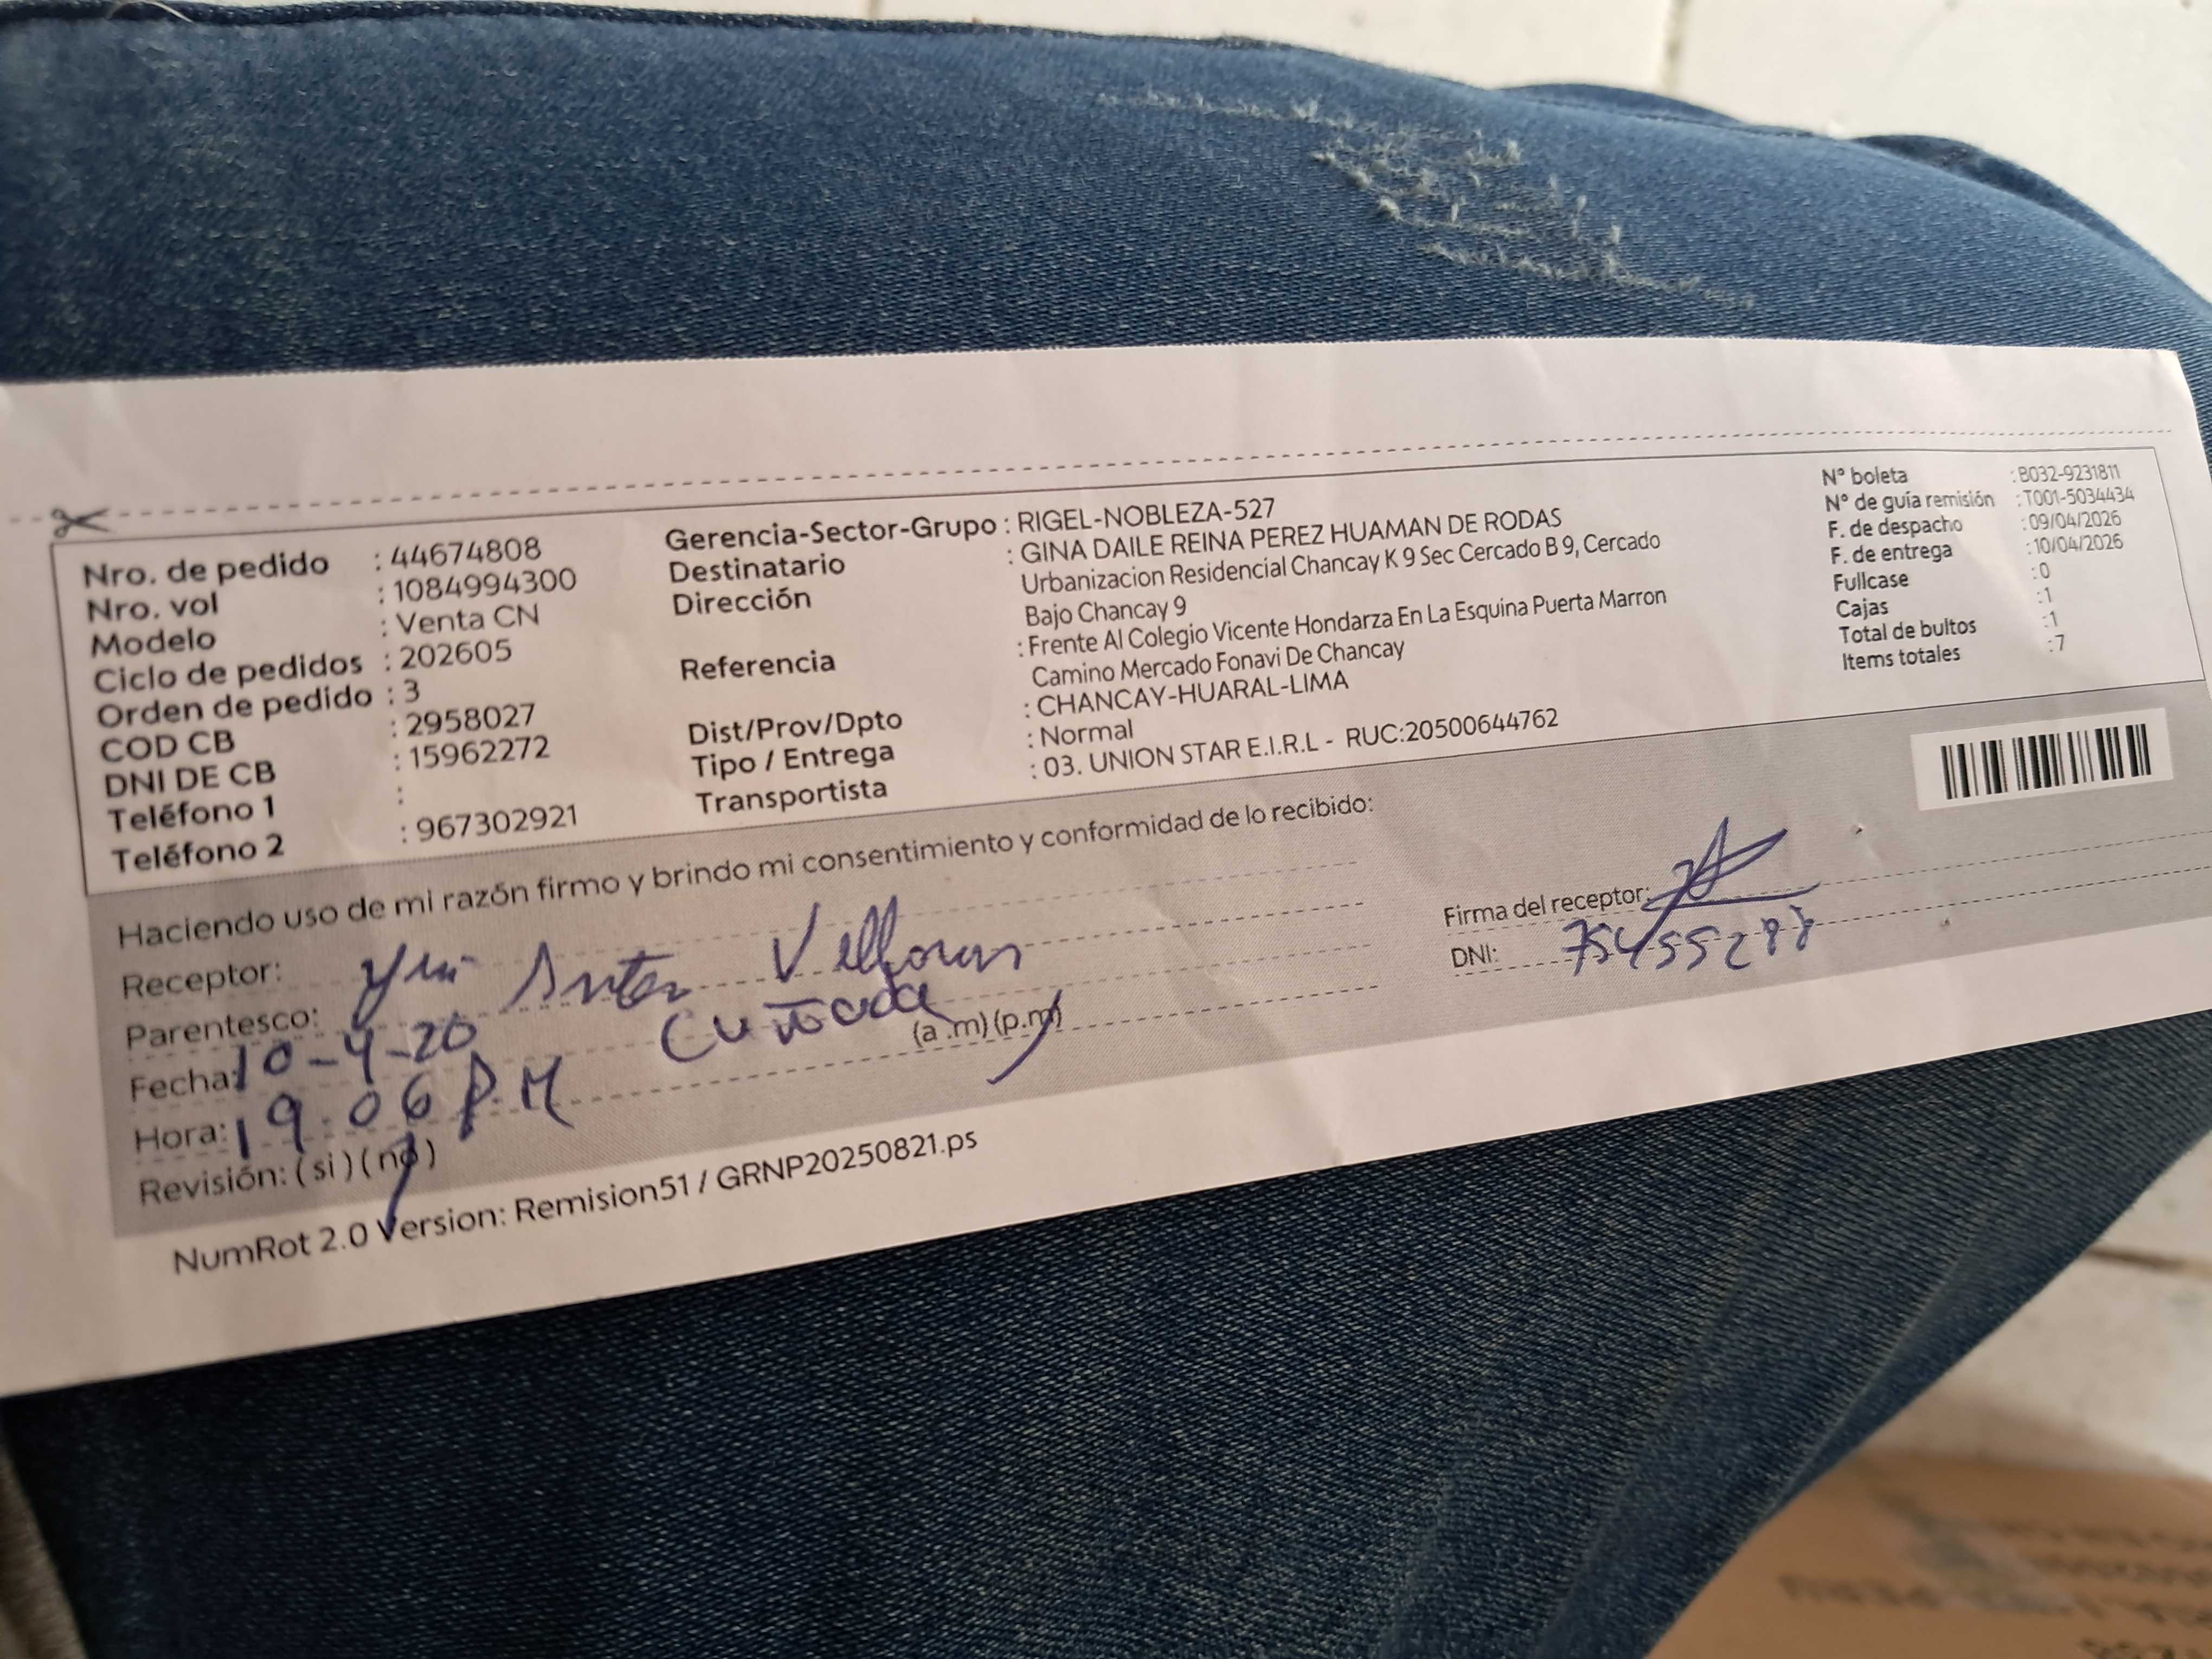 Nro. de pedido : 44674808
Nro. vol : 1084994300
Modelo : Venta CN
Ciclo de pedidos : 202605
Orden de pedido : 3
COD CB : 2958027
DNI DE CB : 15962272
Teléfono 1 :
Teléfono 2 : 967302921
Gerencia-Sector-Grupo : RIGEL-NOBLEZA-527
Destinatario : GINA DAILE REINA PEREZ HUAMAN DE RODAS
Dirección Urbanizacion Residencial Chancay K 9 Sec Cercado B 9, Cercado
Bajo Chancay 9
Referencia : Frente Al Colegio Vicente Hondarza En La Esquina Puerta Marron
Camino Mercado Fonavi De Chancay
Dist/Prov/Dpto : CHANCAY-HUARAL-LIMA
Tipo / Entrega : Normal
Transportista : 03. UNION STAR E.I.R.L - RUC:20500644762
N° boleta : B032-9231811
N° de guía remisión : T001-5034434
F. de despacho : 09/04/2026
F. de entrega : 10/04/2026
Fullcase : 0
Cajas : 1
Total de bultos : 1
Items totales : 7
Haciendo uso de mi razón firmo y brindo mi consentimiento y conformidad de lo recibido:
Receptor:
Parentesco: Cuñada
Fecha: 10-4-26
Hora: 19:06 P.M (a .m) (p.m)
Revisión: ( si ) ( no )
Firma del receptor:
DNI:
NumRot 2.0 Version: Remision51 / GRNP20250821.ps